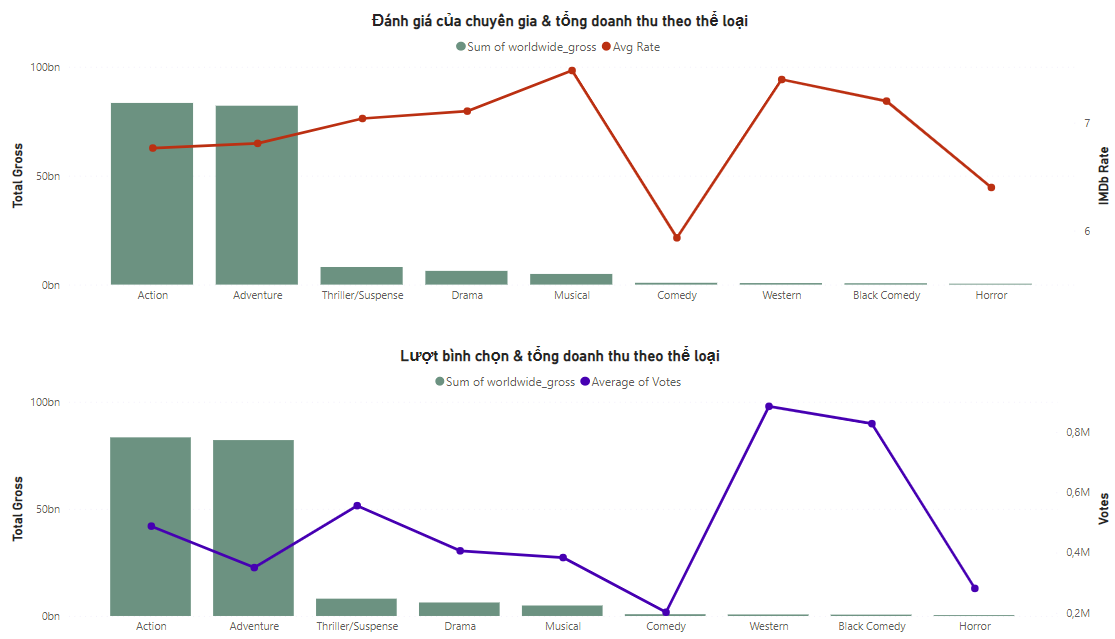 Đánh giá của chuyên gia & tổng doanh thu theo thể loại
Sum of worldwide_gross Avg Rate
100bn
50bn
0bn
Total Gross
7
6
IMDb Rate
Action Adventure Thriller/Suspense Drama Musical Comedy Western Black Comedy Horror
Lượt bình chọn & tổng doanh thu theo thể loại
Sum of worldwide_gross Average of Votes
100bn
50bn
0bn
Total Gross
0,8M
0,6M
0,4M
0,2M
Votes
Action Adventure Thriller/Suspense Drama Musical Comedy Western Black Comedy Horror